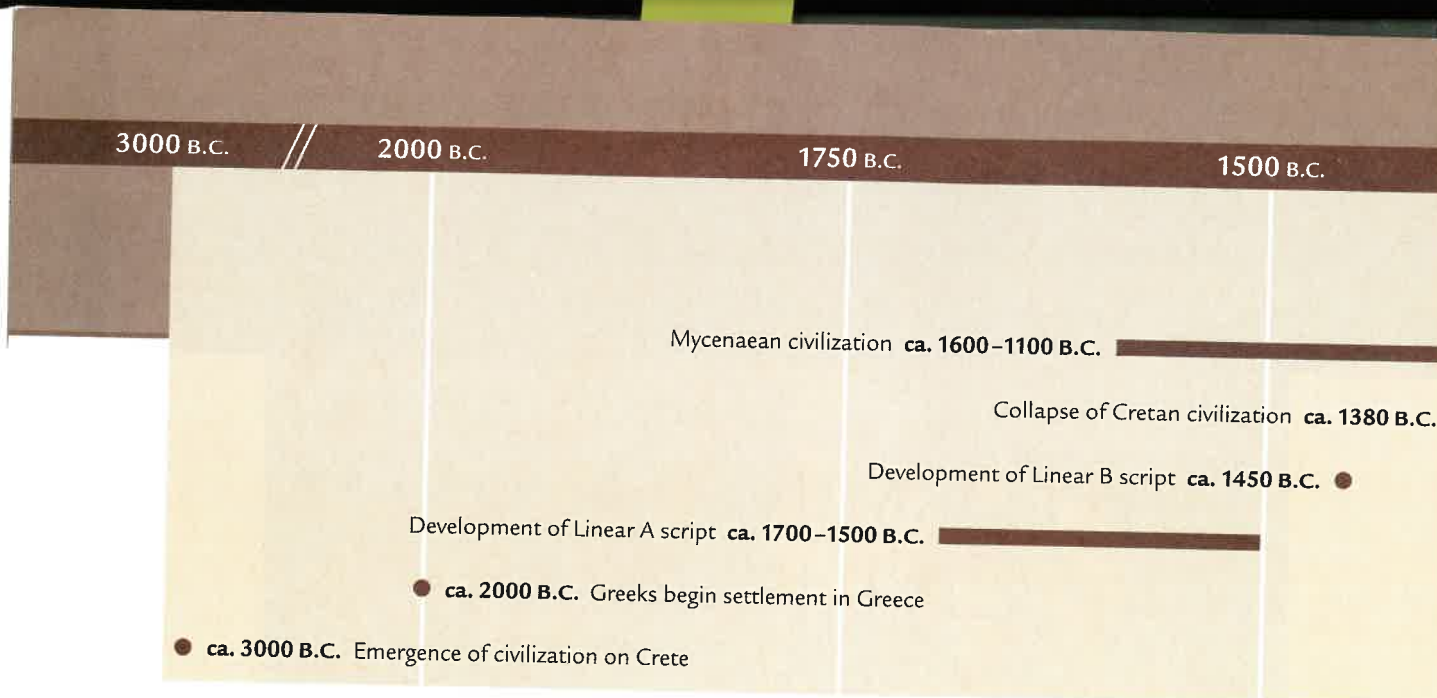 3000 B.C. // 2000 B.C. 1750 B.C. 1500 B.C.
Mycenaean civilization ca. 1600–1100 B.C.
Collapse of Cretan civilization ca. 1380 B.C.
Development of Linear B script ca. 1450 B.C.
Development of Linear A script ca. 1700–1500 B.C.
ca. 2000 B.C. Greeks begin settlement in Greece
ca. 3000 B.C. Emergence of civilization on Crete